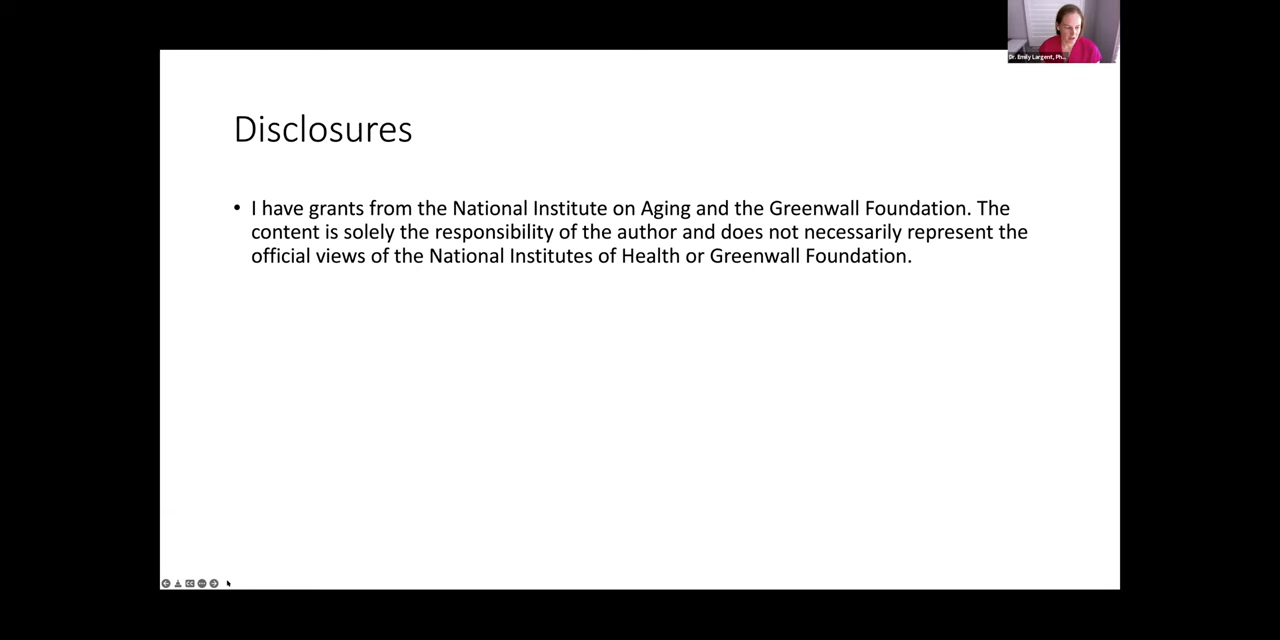 Dr. Emily Largent, Ph...
Disclosures
• I have grants from the National Institute on Aging and the Greenwall Foundation. The
content is solely the responsibility of the author and does not necessarily represent the
official views of the National Institutes of Health or Greenwall Foundation.